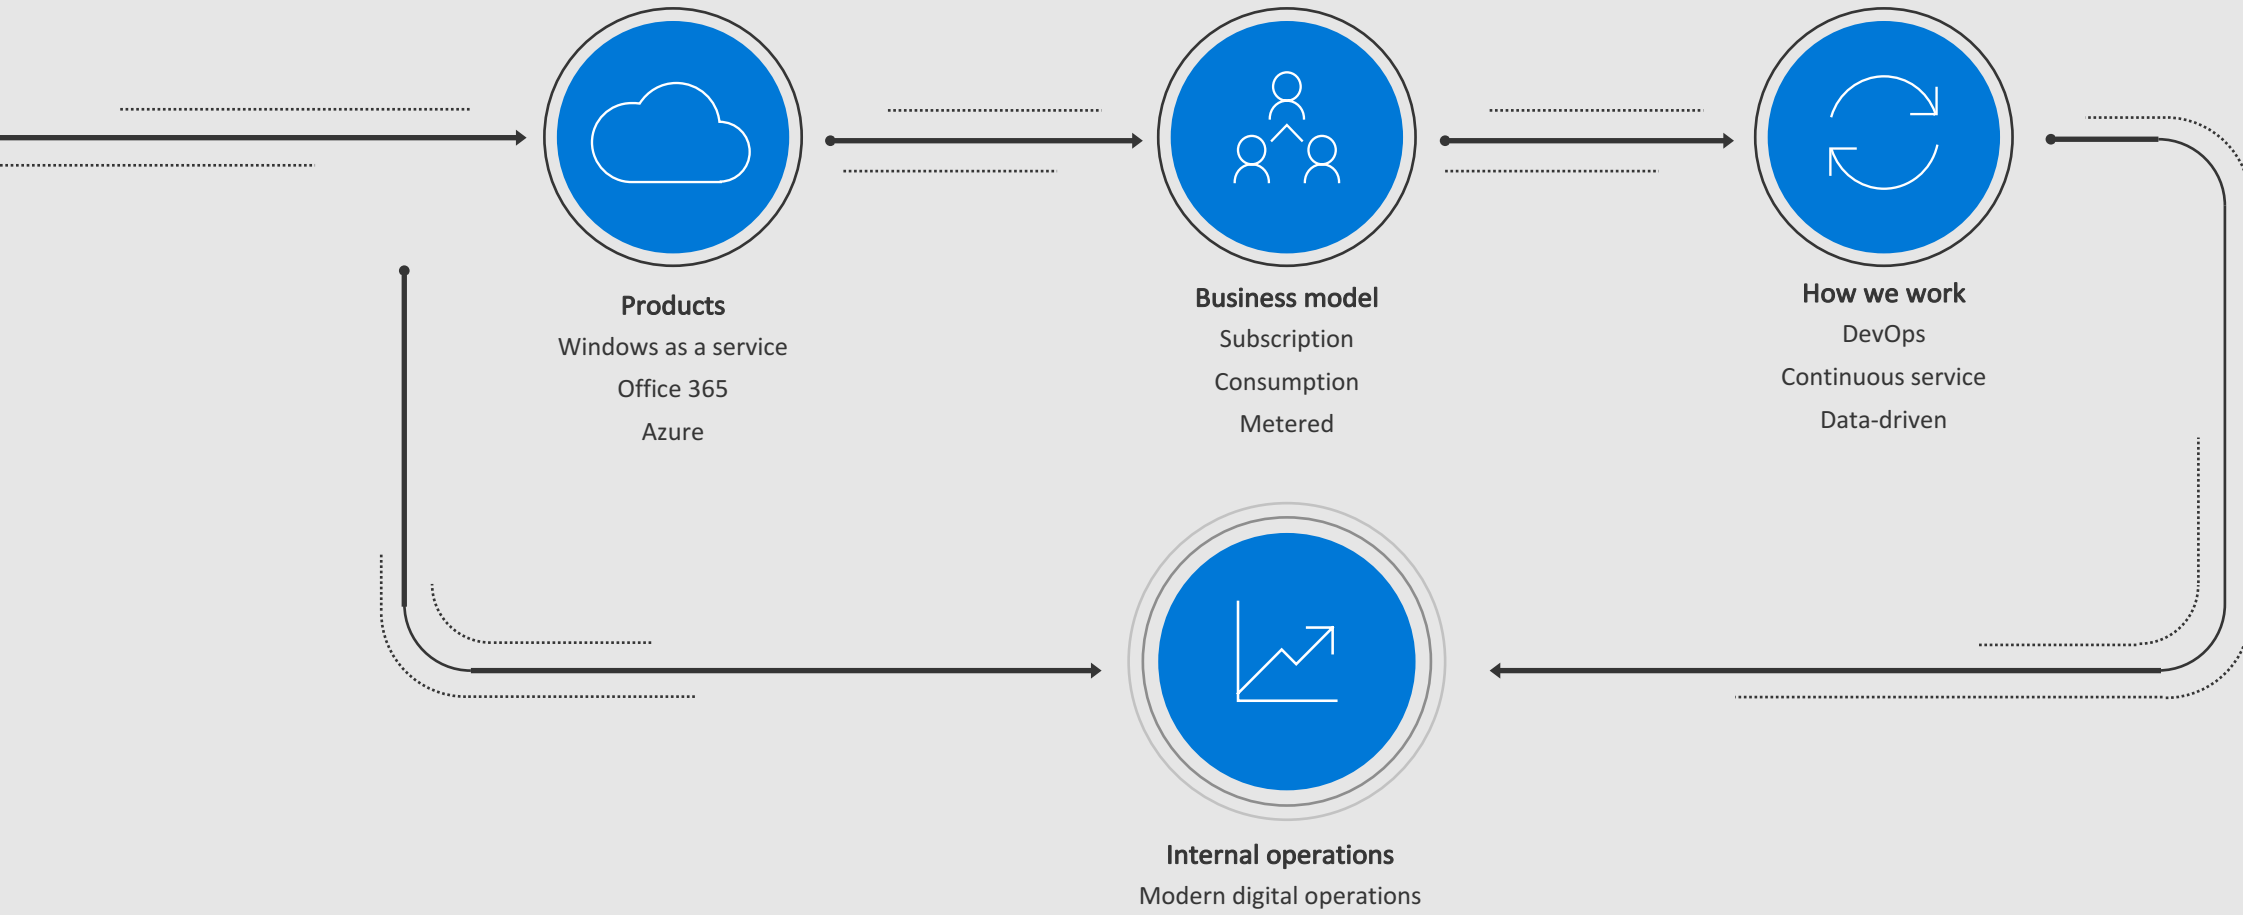 Products
Windows as a service
Office 365
Azure
Business model
Subscription
Consumption
Metered
How we work
DevOps
Continuous service
Data-driven
Internal operations
Modern digital operations